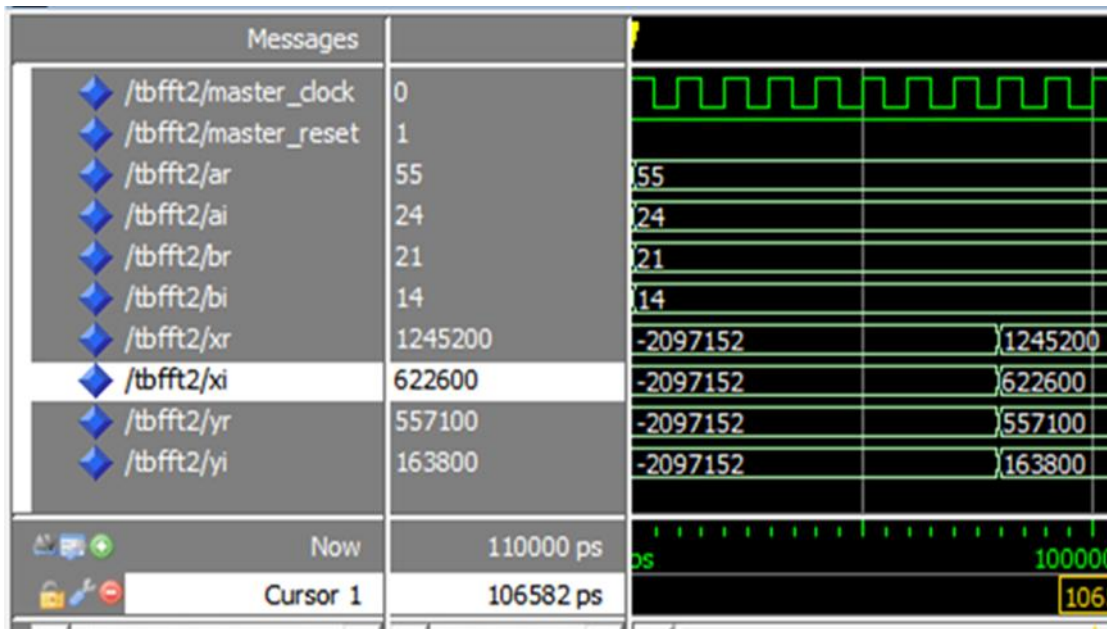 Messages
/tbfft2/master_clock 0
/tbfft2/master_reset 1
/tbfft2/ar 55 55
/tbfft2/ai 24 24
/tbfft2/br 21 21
/tbfft2/bi 14 14
/tbfft2/xr 1245200 -2097152 1245200
/tbfft2/xi 622600 -2097152 622600
/tbfft2/yr 557100 -2097152 557100
/tbfft2/yi 163800 -2097152 163800
Now 110000 ps ps 100000
Cursor 1 106582 ps 106